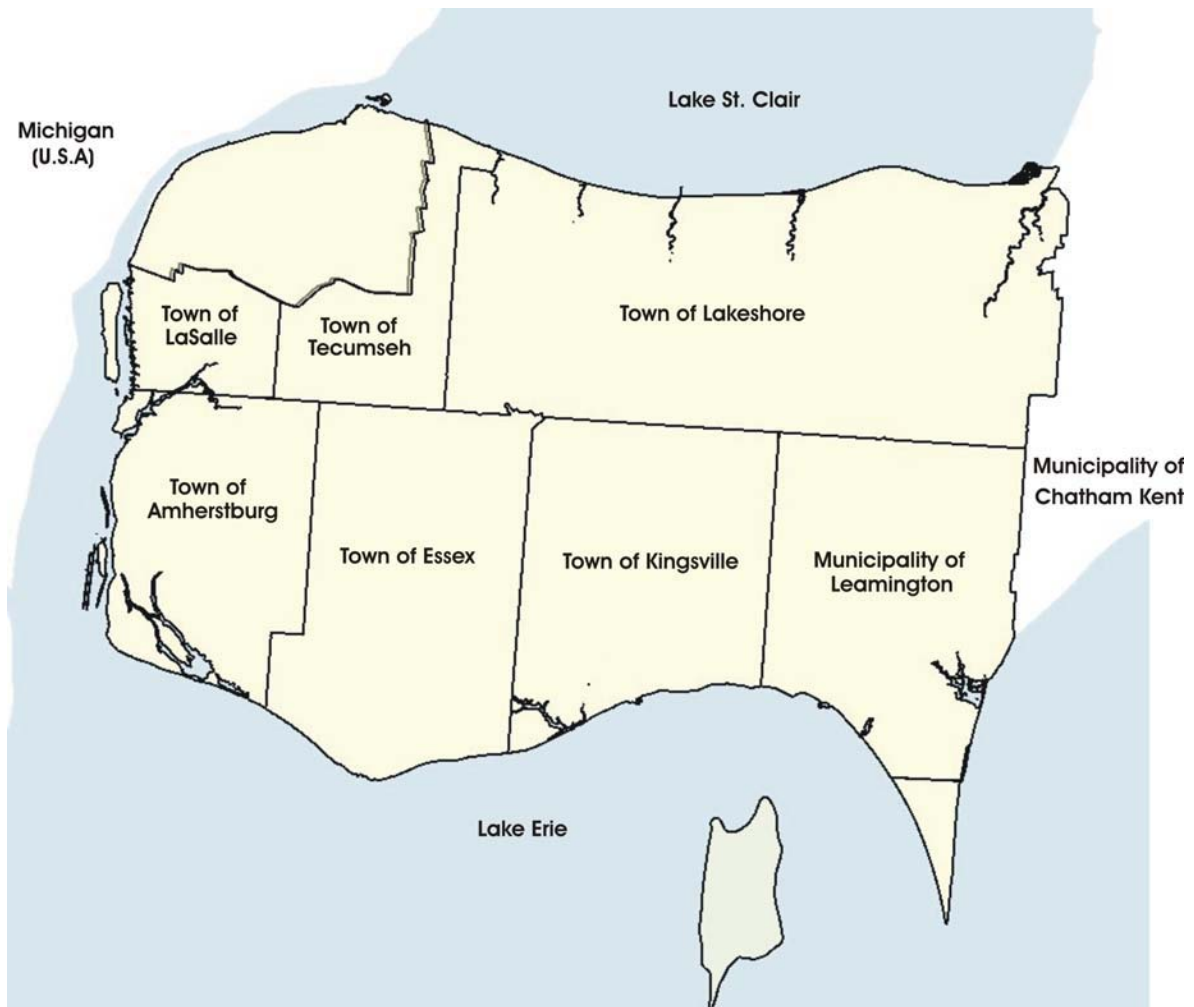 Lake St. Clair
Michigan
(U.S.A)
Town of
LaSalle
Town of
Tecumseh
Town of Lakeshore
Municipality of
Chatham Kent
Town of
Amherstburg
Town of Essex
Town of Kingsville
Municipality of
Leamington
Lake Erie